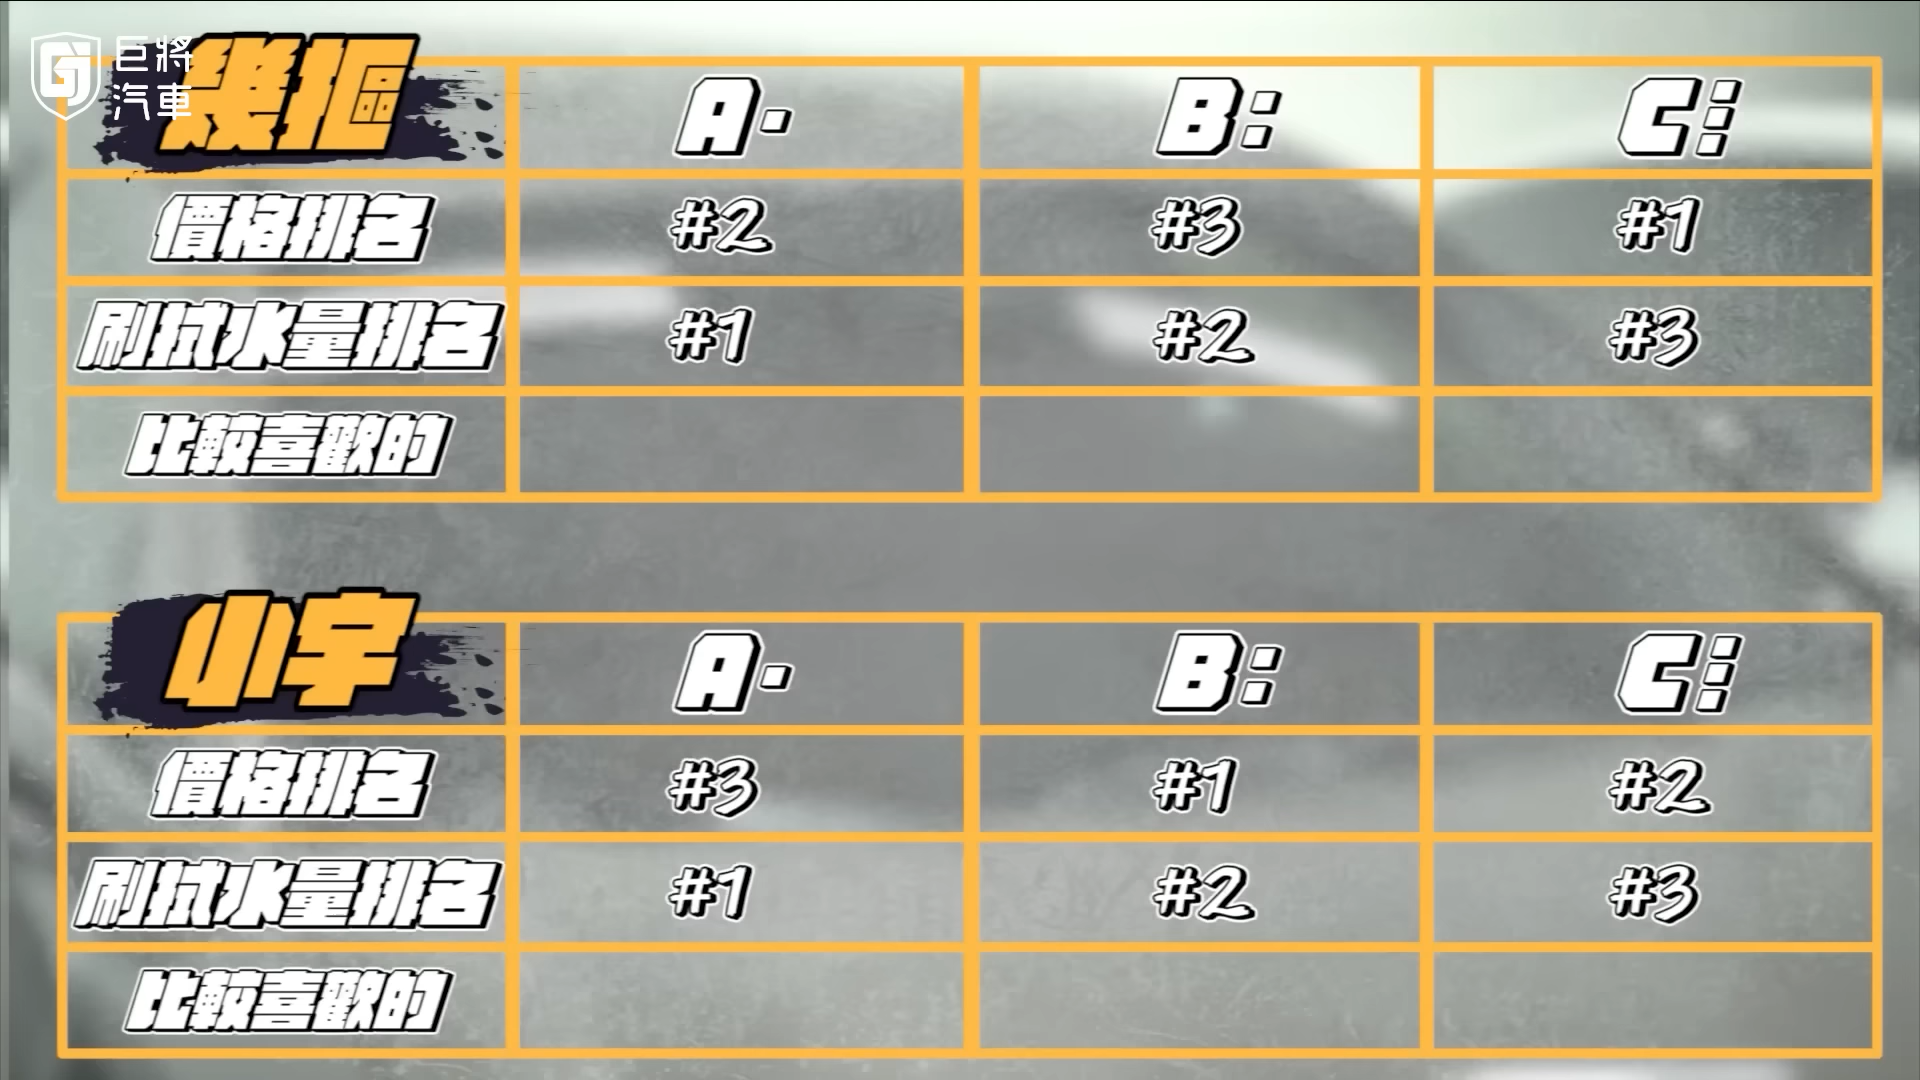 巨將
汽車
幾摳 A· B: C⋮
價格排名 #2 #3 #1
刷拭水量排名 #1 #2 #3
比較喜歡的
小宇 A· B: C⋮
價格排名 #3 #1 #2
刷拭水量排名 #1 #2 #3
比較喜歡的